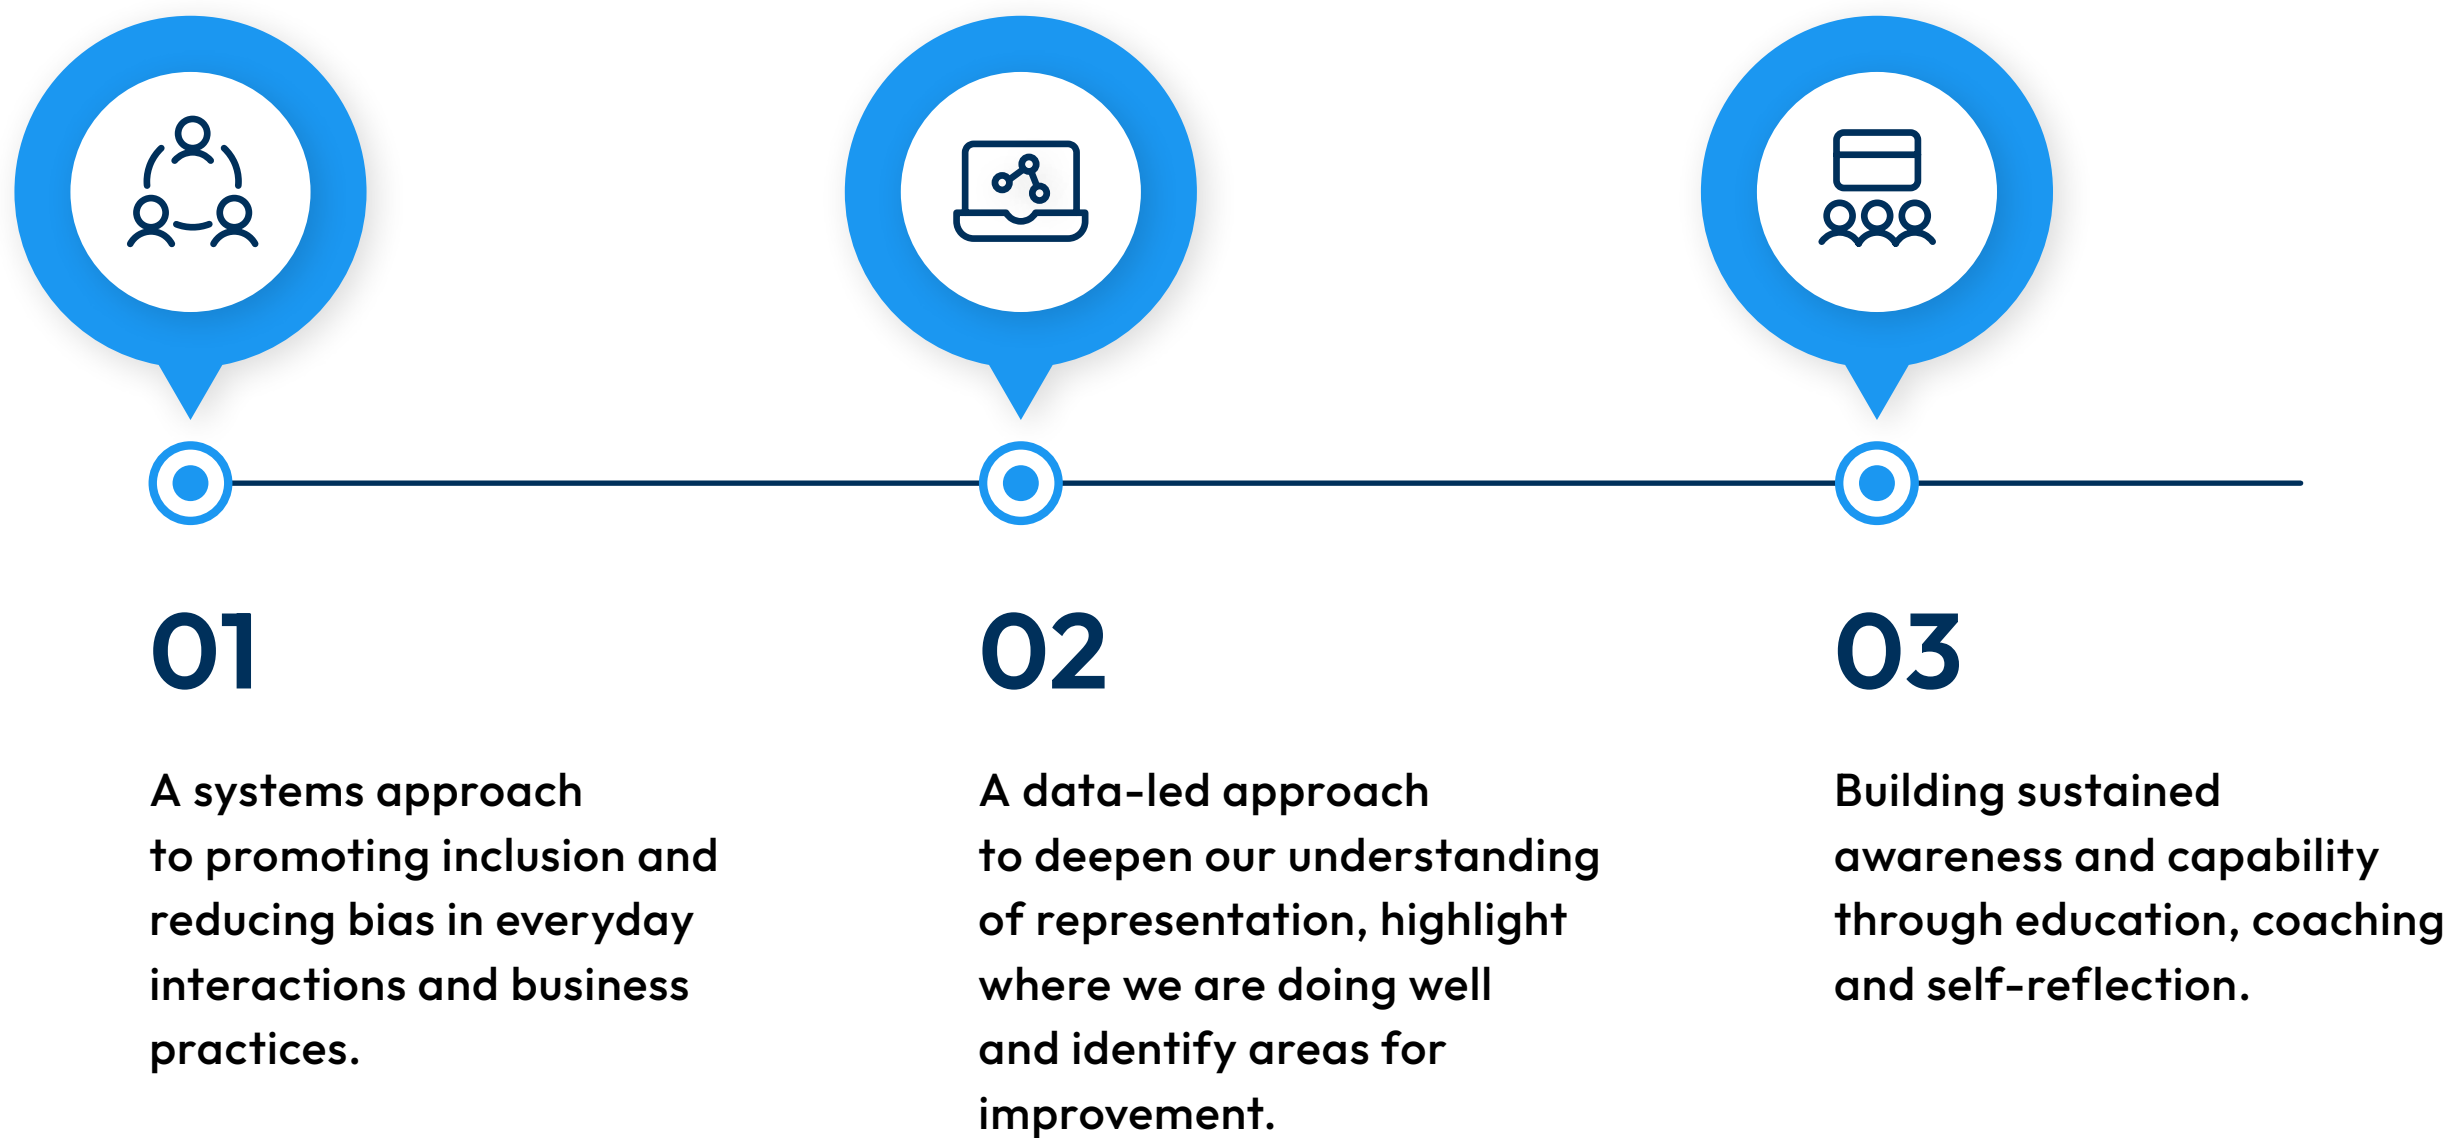 01
A systems approach
to promoting inclusion and
reducing bias in everyday
interactions and business
practices.
02
A data-led approach
to deepen our understanding
of representation, highlight
where we are doing well
and identify areas for
improvement.
03
Building sustained
awareness and capability
through education, coaching
and self-reflection.